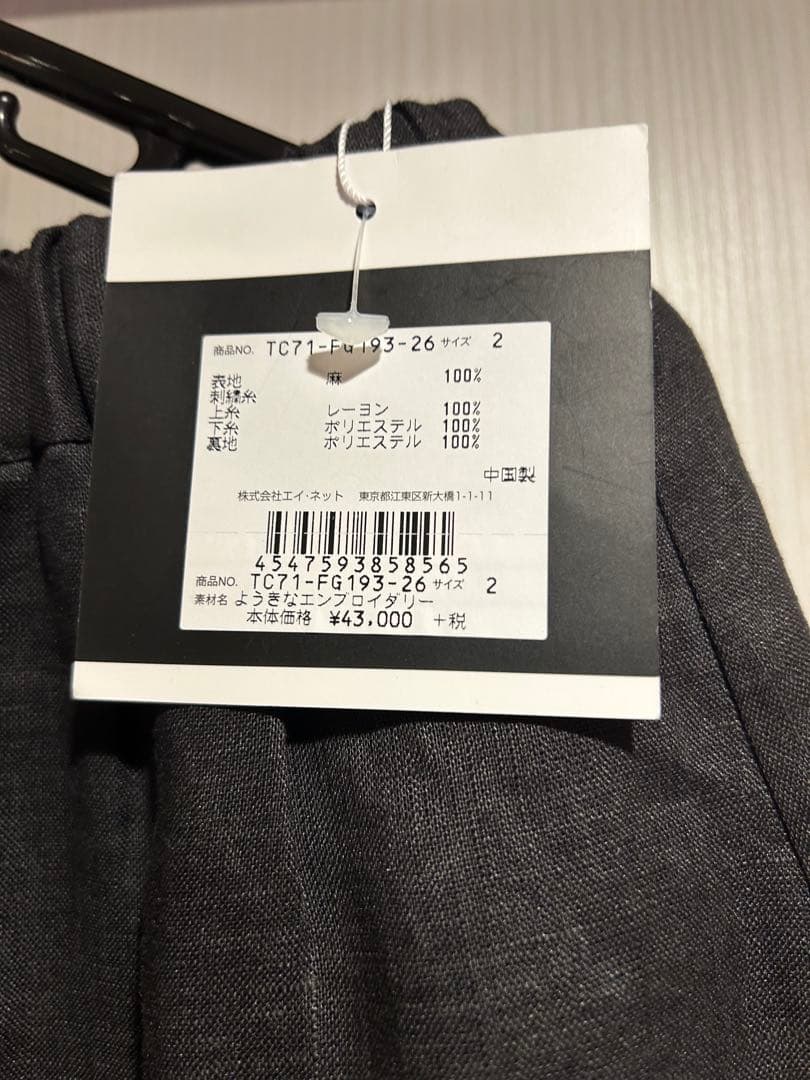 商品NO. TC71-FG193-26 サイズ 2
表地 麻 100%
刺繍糸
上糸 レーヨン 100%
下糸 ポリエステル 100%
裏地 ポリエステル 100%
中国製
株式会社エイ・ネット 東京都江東区新大橋1-1-11
4547593858565
商品NO. TC71-FG193-26 サイズ 2
素材名 ようきなエンブロイダリー
本体価格 ¥43,000 +税